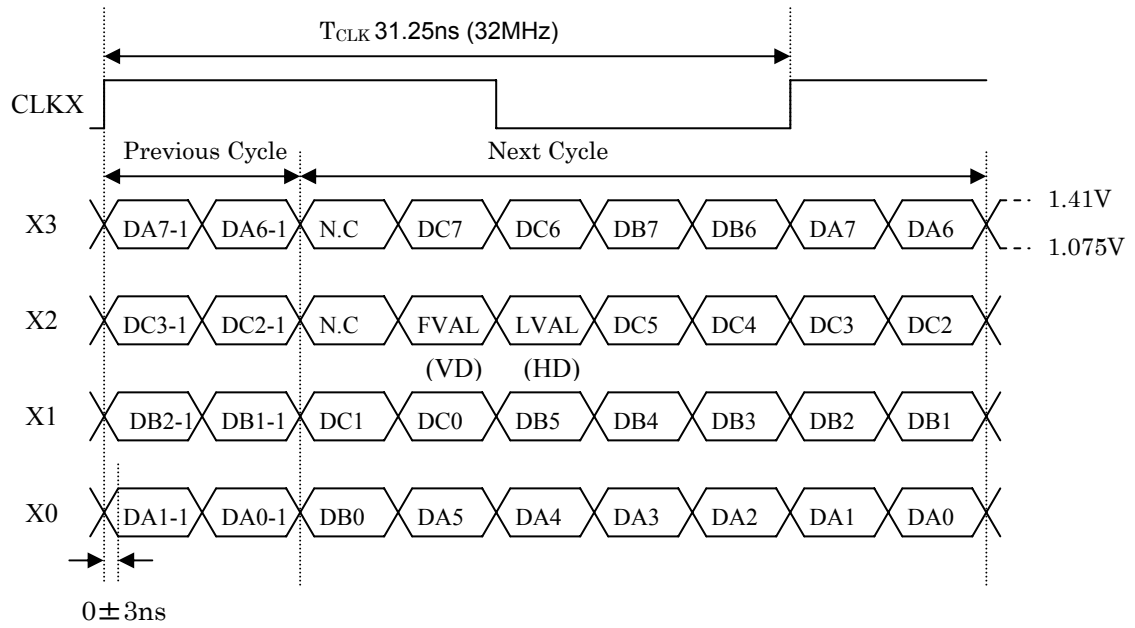 TCLK 31.25ns (32MHz)
CLKX
Previous Cycle Next Cycle
X3 DA7-1 DA6-1 N.C DC7 DC6 DB7 DB6 DA7 DA6
1.41V
1.075V
X2 DC3-1 DC2-1 N.C FVAL LVAL DC5 DC4 DC3 DC2
(VD) (HD)
X1 DB2-1 DB1-1 DC1 DC0 DB5 DB4 DB3 DB2 DB1
X0 DA1-1 DA0-1 DB0 DA5 DA4 DA3 DA2 DA1 DA0
0±3ns